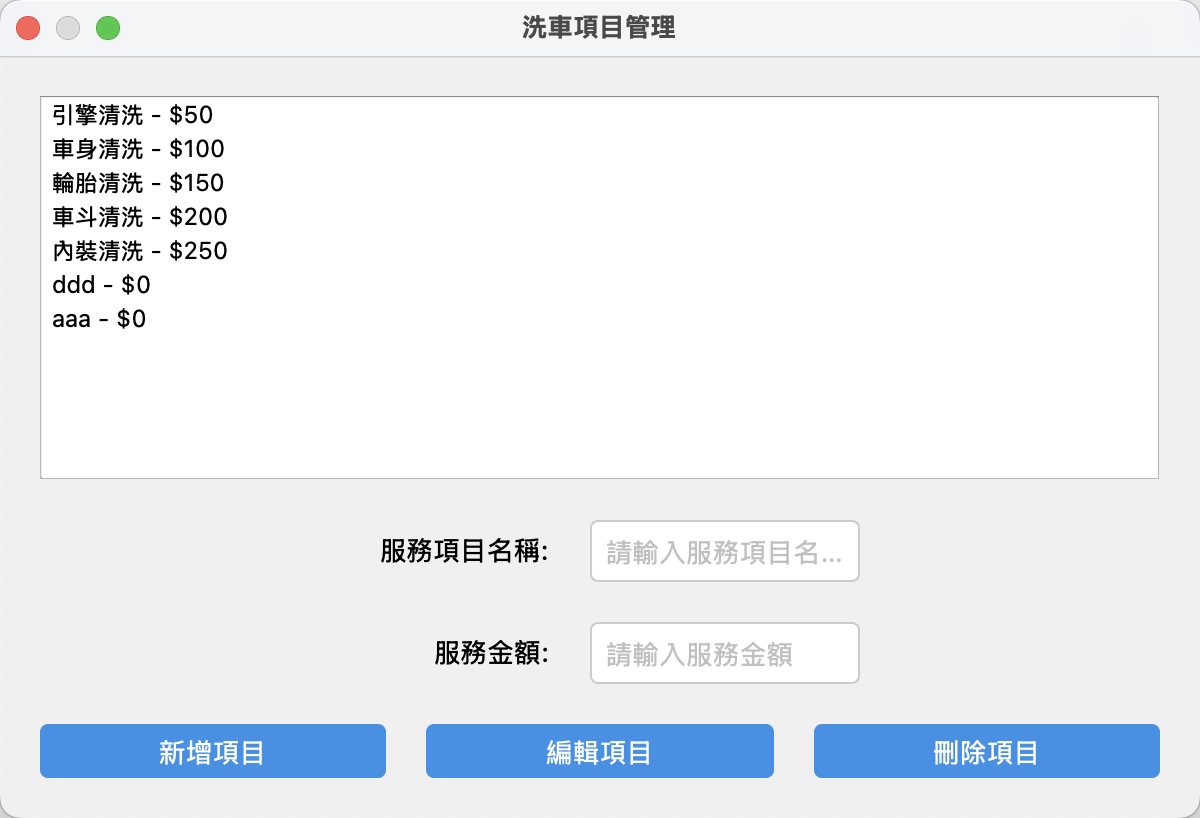 洗車項目管理
引擎清洗 - $50
車身清洗 - $100
輪胎清洗 - $150
車斗清洗 - $200
內裝清洗 - $250
ddd - $0
aaa - $0
服務項目名稱:
請輸入服務項目名...
服務金額:
請輸入服務金額
新增項目
編輯項目
刪除項目